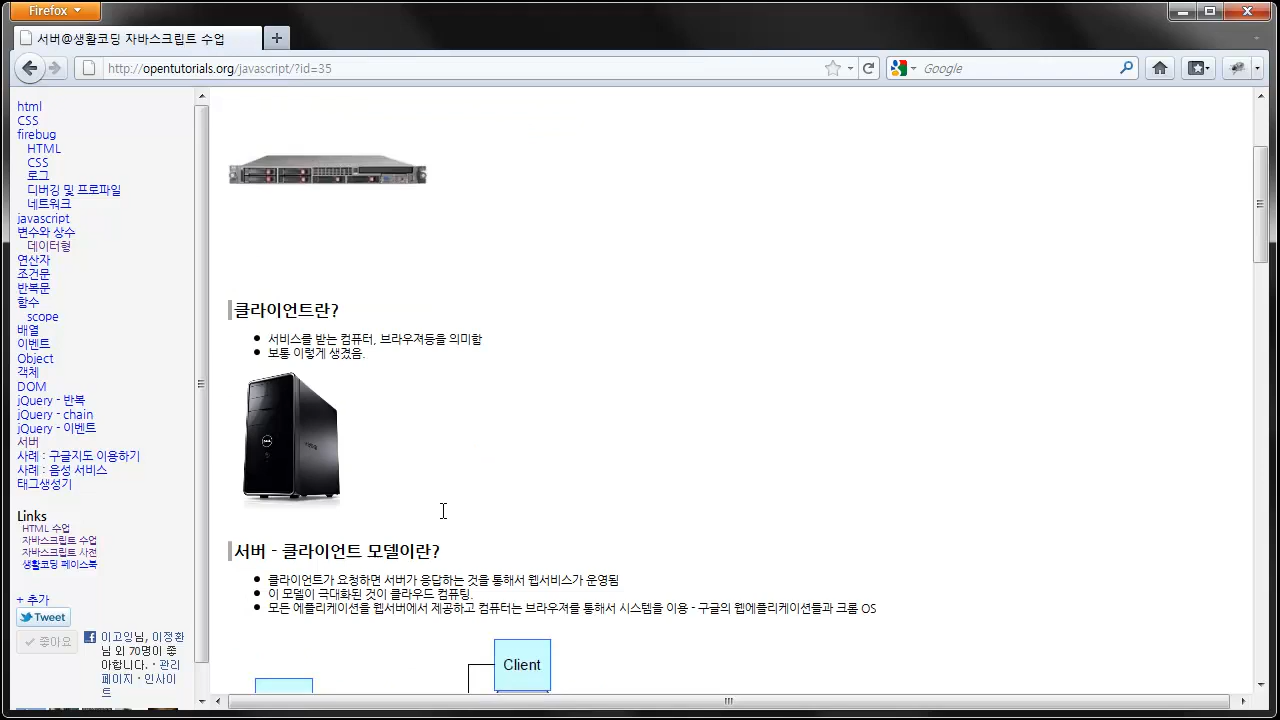 Firefox
서버@생활코딩 자바스크립트 수업
http://opentutorials.org/javascript/?id=35
Google
html
CSS
firebug
HTML
CSS
로그
디버깅 및 프로파일
네트워크
javascript
변수와 상수
데이터형
연산자
조건문
반복문
함수
scope
배열
이벤트
Object
객체
DOM
jQuery - 반복
jQuery - chain
jQuery - 이벤트
서버
사례 : 구글지도 이용하기
사례 : 음성 서비스
태그생성기
Links
HTML 수업
자바스크립트 수업
자바스크립트 사전
생활코딩 페이스북
+ 추가
Tweet
좋아요
이고잉님, 이정환
님 외 70명이 좋
아합니다. · 관리
페이지 · 인사이
트
클라이언트란?
서비스를 받는 컴퓨터, 브라우져등을 의미함
보통 이렇게 생겼음.
서버 - 클라이언트 모델이란?
클라이언트가 요청하면 서버가 응답하는 것을 통해서 웹서비스가 운영됨
이 모델이 극대화된 것이 클라우드 컴퓨팅.
모든 에플리케이션을 웹서버에서 제공하고 컴퓨터는 브라우져를 통해서 시스템을 이용 - 구글의 웹에플리케이션들과 크롬 OS
Client